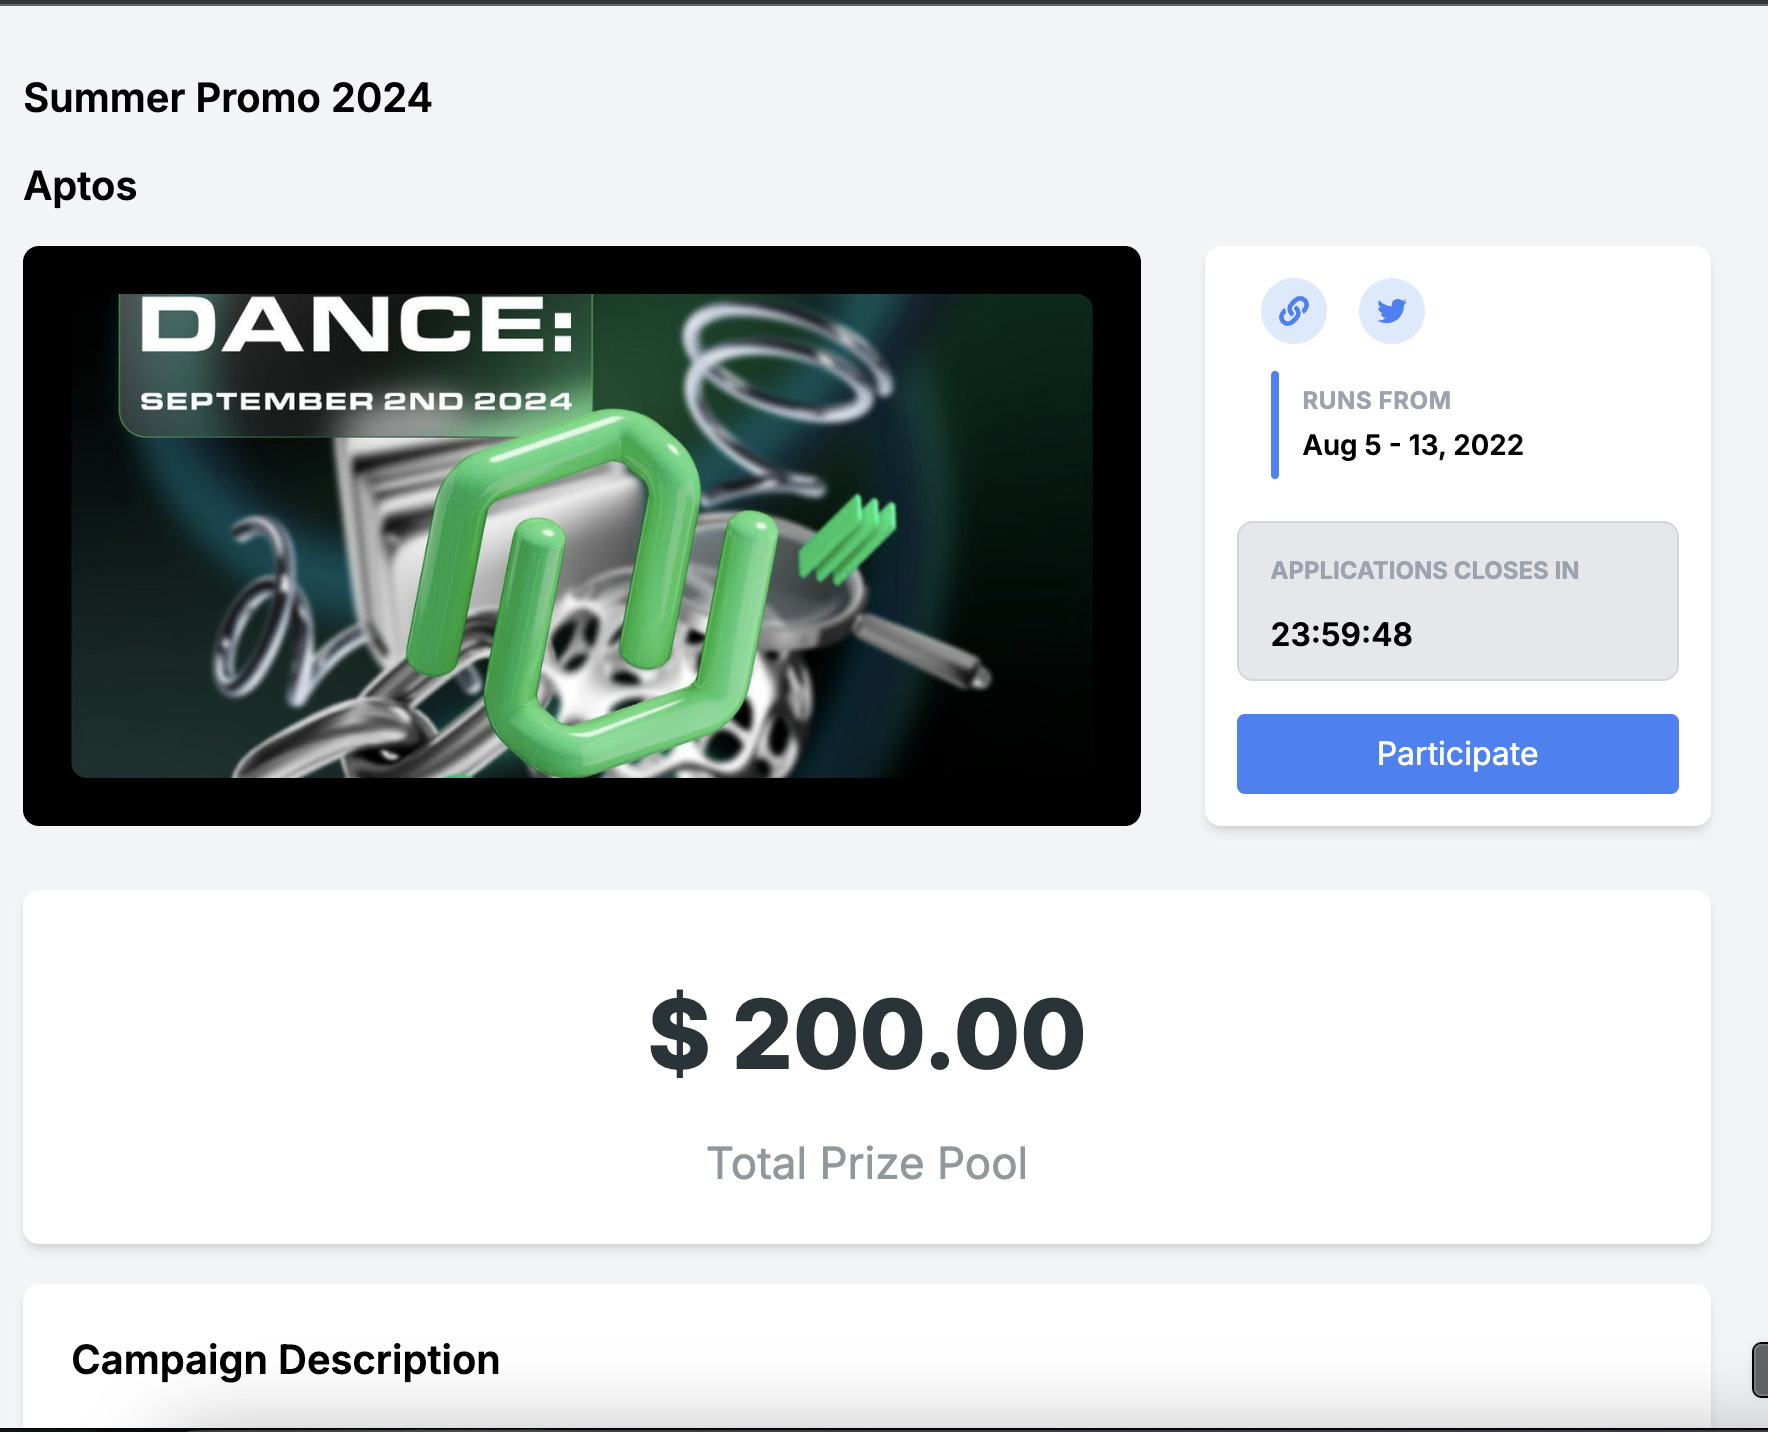 Summer Promo 2024
Aptos
DANCE:
SEPTEMBER 2ND 2024
RUNS FROM
Aug 5 - 13, 2022
APPLICATIONS CLOSES IN
23:59:48
Participate
$ 200.00
Total Prize Pool
Campaign Description